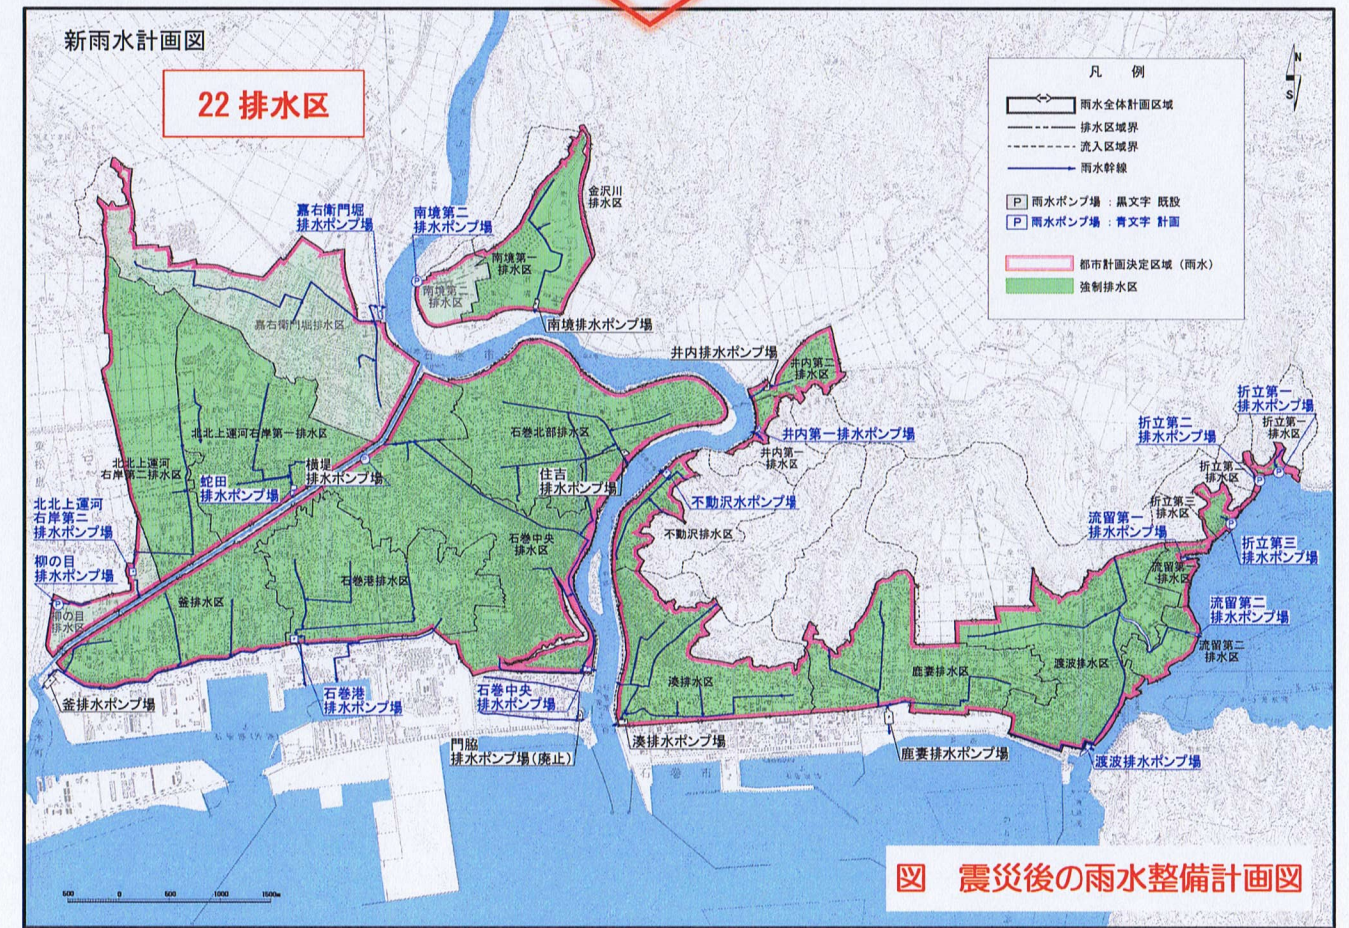 新雨水計画図
22 排水区
凡 例
雨水全体計画区域
排水区域界
流入区域界
雨水幹線
P 雨水ポンプ場 : 黒文字 既設
P 雨水ポンプ場 : 青文字 計画
都市計画決定区域 (雨水)
強制排水区
N
S
金沢川
排水区
嘉右衛門堀
排水ポンプ場
南境第二
排水ポンプ場
南境第一
排水区
南境第二
排水区
嘉右衛門堀排水区
南境排水ポンプ場
石巻市
井内排水ポンプ場
井内第二
排水区
折立第一
排水ポンプ場
折立第二
排水ポンプ場
折立第一
排水区
北北上運河右岸第一排水区
石巻北部排水区
井内第一排水ポンプ場
井内第一
排水区
北北上運河
右岸第二排水区
横堤
排水ポンプ場
蛇田
排水ポンプ場
住吉
排水ポンプ場
折立第二
排水区
折立第三
排水区
北北上運河
右岸第二
排水ポンプ場
不動沢水ポンプ場
不動沢排水区
流留第一
排水ポンプ場
折立第三
排水ポンプ場
柳の目
排水ポンプ場
石巻中央
排水区
石巻港排水区
流留第一
排水区
釜排水区
柳の目
排水区
流留第二
排水ポンプ場
流留第二
排水区
渡波排水区
鹿妻排水区
湊排水区
釜排水ポンプ場
石巻港
排水ポンプ場
石巻中央
排水ポンプ場
門脇
排水ポンプ場(廃止)
湊排水ポンプ場
鹿妻排水ポンプ場
渡波排水ポンプ場
石巻市
500 0 500 1000 1500m
図 震災後の雨水整備計画図